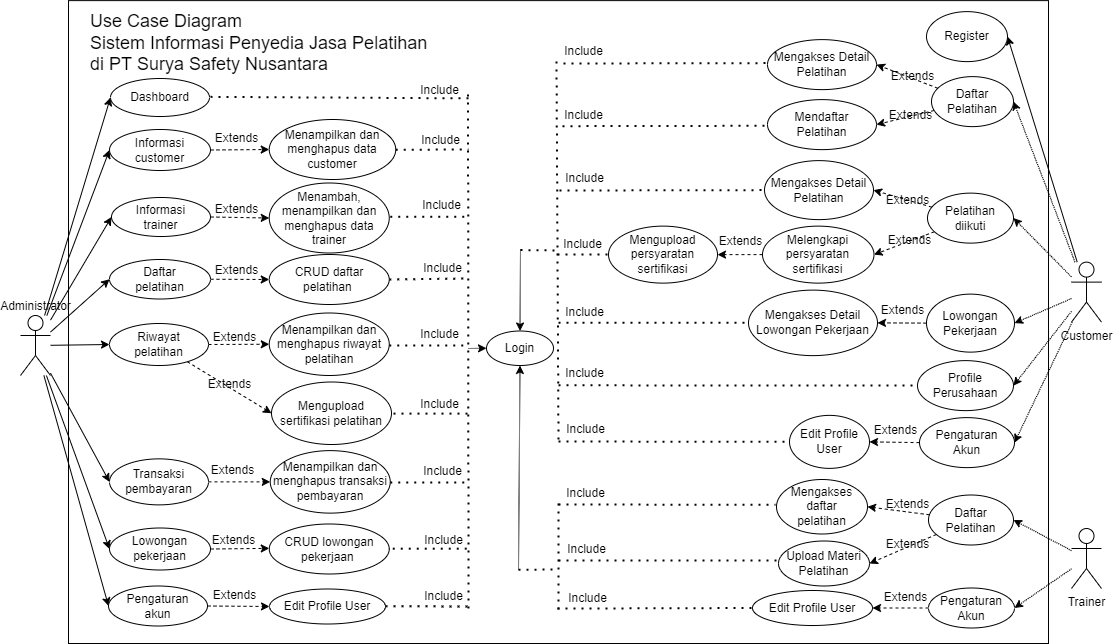 Use Case Diagram
Sistem Informasi Penyedia Jasa Pelatihan
di PT Surya Safety Nusantara
Administrator
Dashboard
Include
Informasi
customer
Extends
Menampilkan dan
menghapus data
customer
Include
Informasi
trainer
Extends
Menambah,
menampilkan dan
menghapus data
trainer
Include
Daftar
pelatihan
Extends
CRUD daftar
pelatihan
Include
Riwayat
pelatihan
Extends
Menampilkan dan
menghapus riwayat
pelatihan
Include
Extends
Mengupload
sertifikasi pelatihan
Include
Transaksi
pembayaran
Extends
Menampilkan dan
menghapus transaksi
pembayaran
Include
Lowongan
pekerjaan
Extends
CRUD lowongan
pekerjaan
Include
Pengaturan
akun
Extends
Edit Profile User
Include
Login
Register
Include
Mengakses Detail
Pelatihan
Extends
Daftar
Pelatihan
Include
Mendaftar
Pelatihan
Extends
Include
Mengakses Detail
Pelatihan
Extends
Pelatihan
diikuti
Include
Mengupload
persyaratan
sertifikasi
Extends
Melengkapi
persyaratan
sertifikasi
Extends
Include
Mengakses Detail
Lowongan Pekerjaan
Extends
Lowongan
Pekerjaan
Customer
Include
Profile
Perusahaan
Include
Edit Profile
User
Extends
Pengaturan
Akun
Include
Mengakses
daftar
pelatihan
Extends
Daftar
Pelatihan
Include
Upload Materi
Pelatihan
Extends
Include
Edit Profile User
Extends
Pengaturan
Akun
Trainer